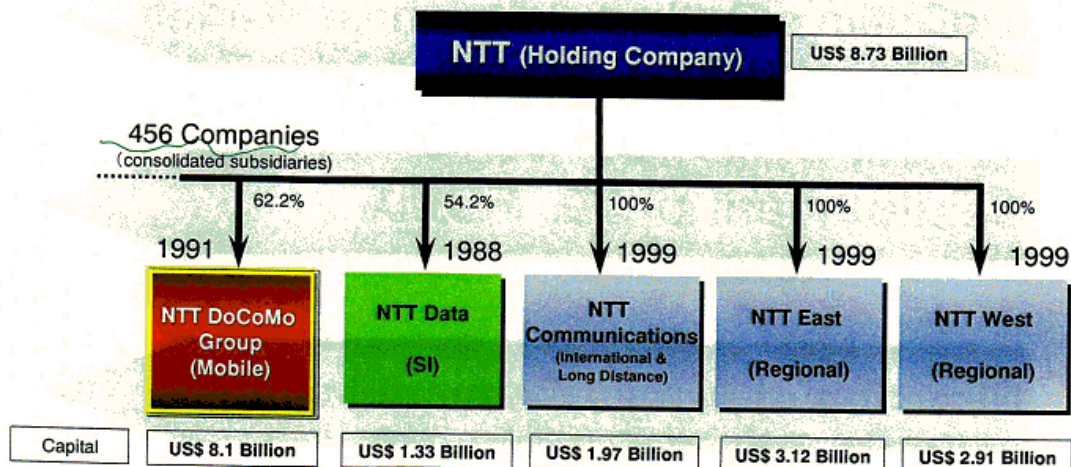 NTT (Holding Company)
US$ 8.73 Billion
456 Companies
(consolidated subsidiaries)
62.2%
54.2%
100%
100%
100%
1991
1988
1999
1999
1999
NTT DoCoMo
Group
(Mobile)
NTT Data
(SI)
NTT
Communications
(International &
Long Distance)
NTT East
(Regional)
NTT West
(Regional)
Capital
US$ 8.1 Billion
US$ 1.33 Billion
US$ 1.97 Billion
US$ 3.12 Billion
US$ 2.91 Billion